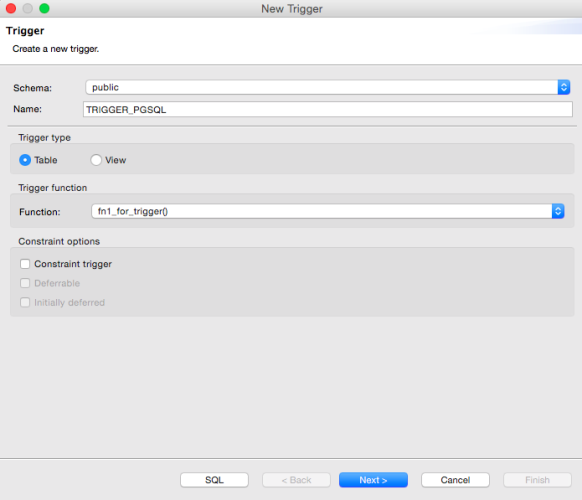 New Trigger
Trigger
Create a new trigger.
Schema: public
Name: TRIGGER_PGSQL
Trigger type
Table View
Trigger function
Function: fn1_for_trigger()
Constraint options
Constraint trigger
Deferrable
Initially deferred
SQL < Back Next > Cancel Finish